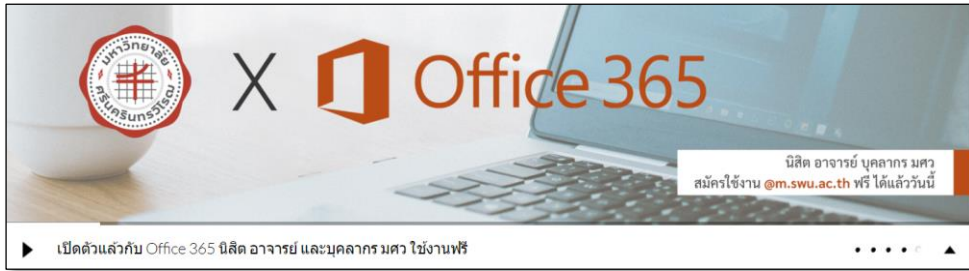 มหาวิทยาลัย
ศรีนครินทรวิโรฒ
X Office 365
นิสิต อาจารย์ บุคลากร มศว
สมัครใช้งาน @m.swu.ac.th ฟรี ได้แล้ววันนี้
เปิดตัวแล้วกับ Office 365 นิสิต อาจารย์ และบุคลากร มศว ใช้งานฟรี